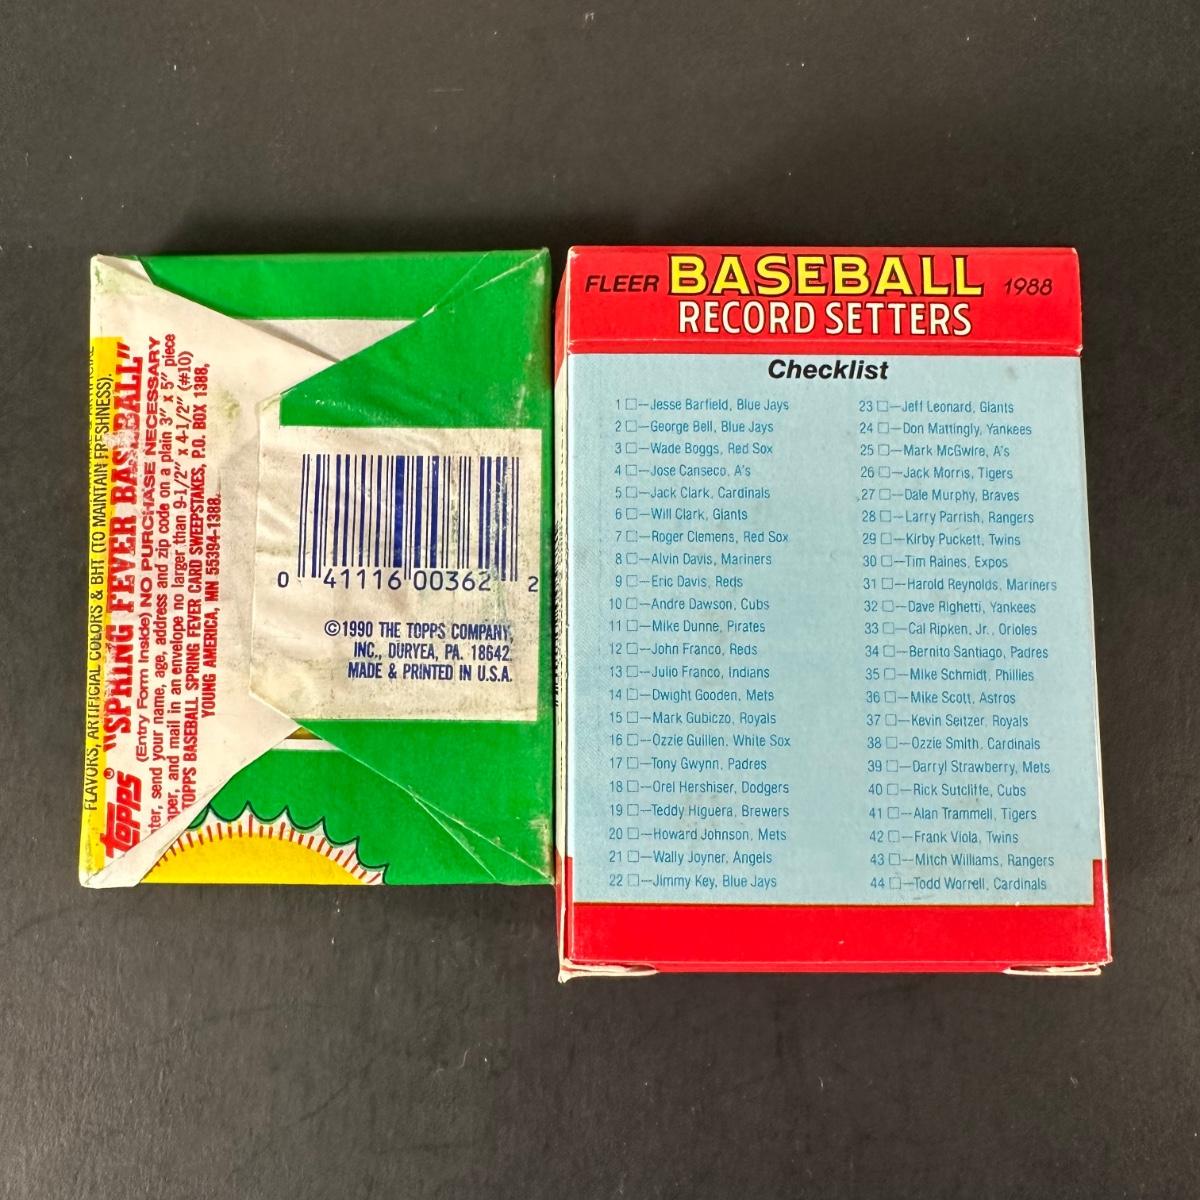 FLAVORS, ARTIFICIAL COLORS & BHT (TO MAINTAIN FRESHNESS).
TOPPS "SPRING FEVER BASEBALL"
(Entry Form Inside) NO PURCHASE NECESSARY
ter, send your name, age, address and zip code on a plain 3" x 5" piece
aper, and mail in an envelope no larger than 9-1/2" x 4-1/2" (#10)
TOPPS BASEBALL SPRING FEVER CARD SWEEPSTAKES, P.O. BOX 1388,
YOUNG AMERICA, MN 55394-1388.
0 41116 00362 2
©1990 THE TOPPS COMPANY,
INC., DURYEA, PA. 18642.
MADE & PRINTED IN U.S.A.
FLEER BASEBALL 1988
RECORD SETTERS
Checklist
1 □—Jesse Barfield, Blue Jays
2 □—George Bell, Blue Jays
3 □—Wade Boggs, Red Sox
4 □—Jose Canseco, A's
5 □—Jack Clark, Cardinals
6 □—Will Clark, Giants
7 □—Roger Clemens, Red Sox
8 □—Alvin Davis, Mariners
9 □—Eric Davis, Reds
10 □—Andre Dawson, Cubs
11 □—Mike Dunne, Pirates
12 □—John Franco, Reds
13 □—Julio Franco, Indians
14 □—Dwight Gooden, Mets
15 □—Mark Gubiczo, Royals
16 □—Ozzie Guillen, White Sox
17 □—Tony Gwynn, Padres
18 □—Orel Hershiser, Dodgers
19 □—Teddy Higuera, Brewers
20 □—Howard Johnson, Mets
21 □—Wally Joyner, Angels
22 □—Jimmy Key, Blue Jays
23 □—Jeff Leonard, Giants
24 □—Don Mattingly, Yankees
25 □—Mark McGwire, A's
26 □—Jack Morris, Tigers
27 □—Dale Murphy, Braves
28 □—Larry Parrish, Rangers
29 □—Kirby Puckett, Twins
30 □—Tim Raines, Expos
31 □—Harold Reynolds, Mariners
32 □—Dave Righetti, Yankees
33 □—Cal Ripken, Jr., Orioles
34 □—Benito Santiago, Padres
35 □—Mike Schmidt, Phillies
36 □—Mike Scott, Astros
37 □—Kevin Seitzer, Royals
38 □—Ozzie Smith, Cardinals
39 □—Darryl Strawberry, Mets
40 □—Rick Sutcliffe, Cubs
41 □—Alan Trammell, Tigers
42 □—Frank Viola, Twins
43 □—Mitch Williams, Rangers
44 □—Todd Worrell, Cardinals